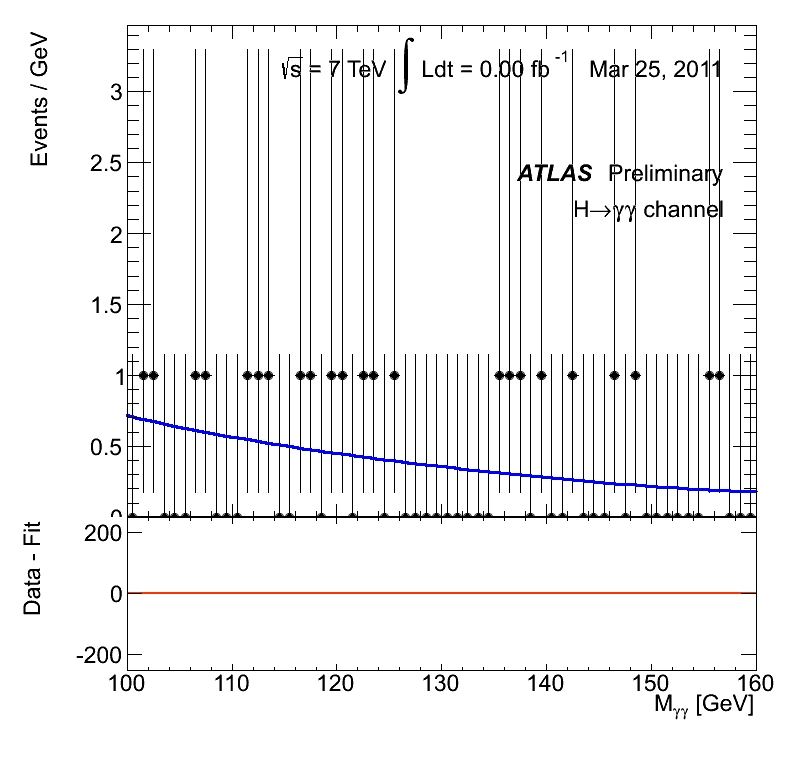 Events / GeV
√s = 7 TeV ∫ Ldt = 0.00 fb⁻¹ Mar 25, 2011
3
ATLAS Preliminary
2.5
H→γγ channel
2
1.5
1
0.5
0
Data - Fit
200
0
-200
100 110 120 130 140 150 160
Mγγ [GeV]